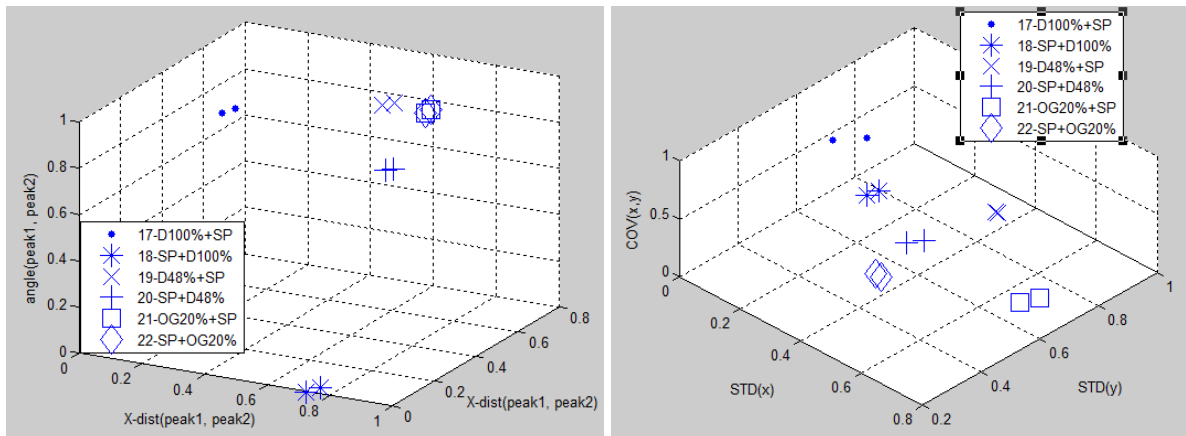 angle(peak1, peak2)
1
0.8
0.6
0.4
0.2
0
17-D100%+SP
18-SP+D100%
19-D48%+SP
20-SP+D48%
21-OG20%+SP
22-SP+OG20%
0
0.2
0.4
0.6
0.8
1
X-dist(peak1, peak2)
0
0.2
0.4
0.6
0.8
X-dist(peak1, peak2)
17-D100%+SP
18-SP+D100%
19-D48%+SP
20-SP+D48%
21-OG20%+SP
22-SP+OG20%
COV(x,y)
1
0.5
0
0
0.2
0.4
0.6
0.8
STD(x)
0.2
0.4
0.6
0.8
1
STD(y)